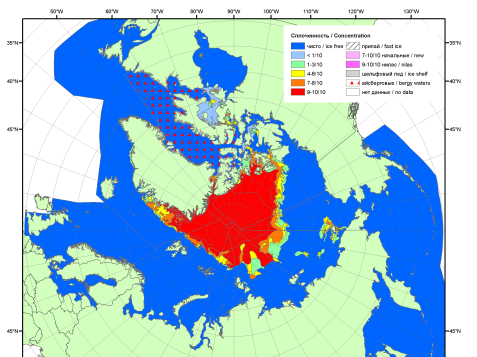 50°W 60°W 70°W 80°W 90°W 100°W 110°W 120°W 130°W
35°N 35°N
Сплоченность / Concentration
чисто / ice free припай / fast ice
< 1/10 7-10/10 начальные / new
1-3/10 9-10/10 нилас / nilas
4-6/10 шельфовый лед / ice shelf
7-8/10 айсберговые / bergy waters
9-10/10 нет данных / no data
40°N 40°N
45°N 45°N
45°N 45°N